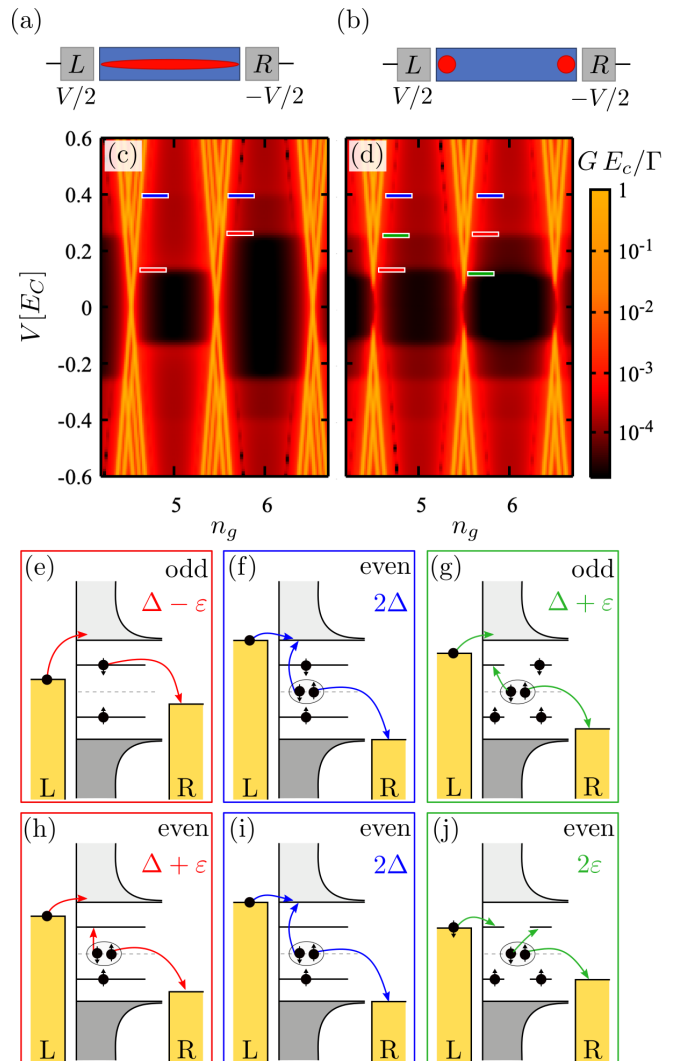 (a) (b)
L R L R
V/2 −V/2 V/2 −V/2
(c) (d) G E_c/Γ
0.6
0.4
0.2
0
-0.2
-0.4
-0.6
V [E_C]
1
10^{-1}
10^{-2}
10^{-3}
10^{-4}
5 6 5 6
n_g n_g
(e) odd
Δ − ε
L R
(f) even
2Δ
L R
(g) odd
Δ + ε
L R
(h) even
Δ + ε
L R
(i) even
2Δ
L R
(j) even
2ε
L R